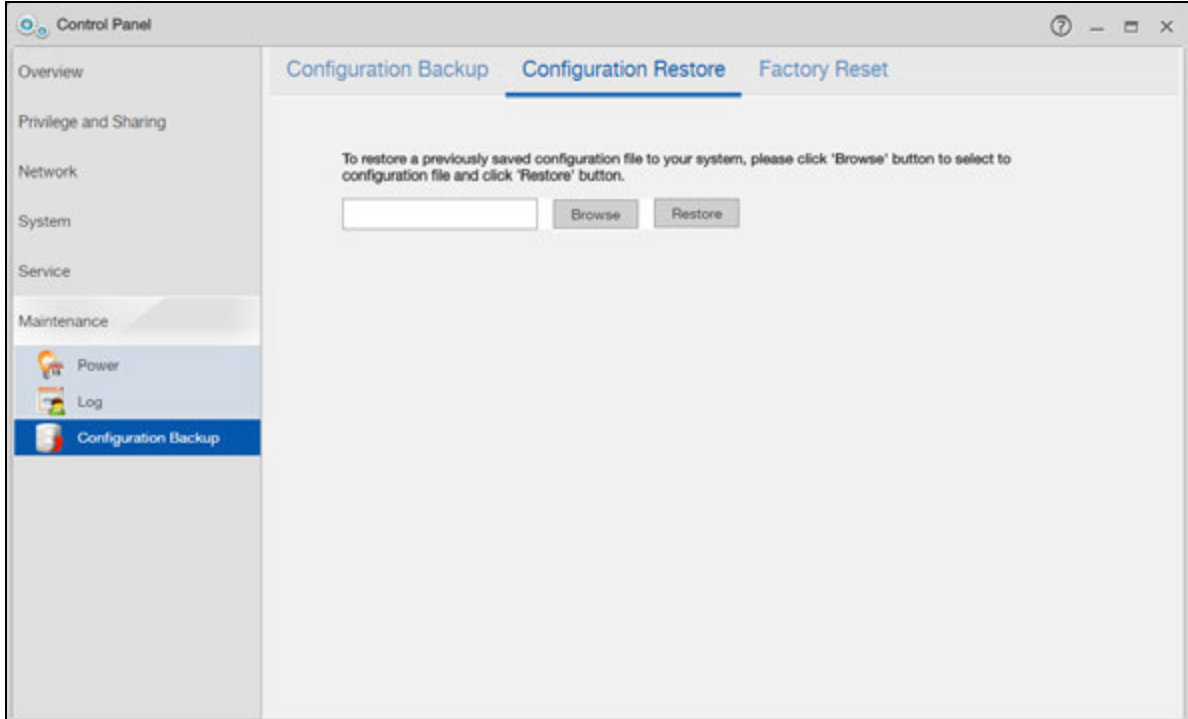 Control Panel
Overview
Privilege and Sharing
Network
System
Service
Maintenance
Power
Log
Configuration Backup
Configuration Backup Configuration Restore Factory Reset
To restore a previously saved configuration file to your system, please click 'Browse' button to select to
configuration file and click 'Restore' button.
Browse Restore